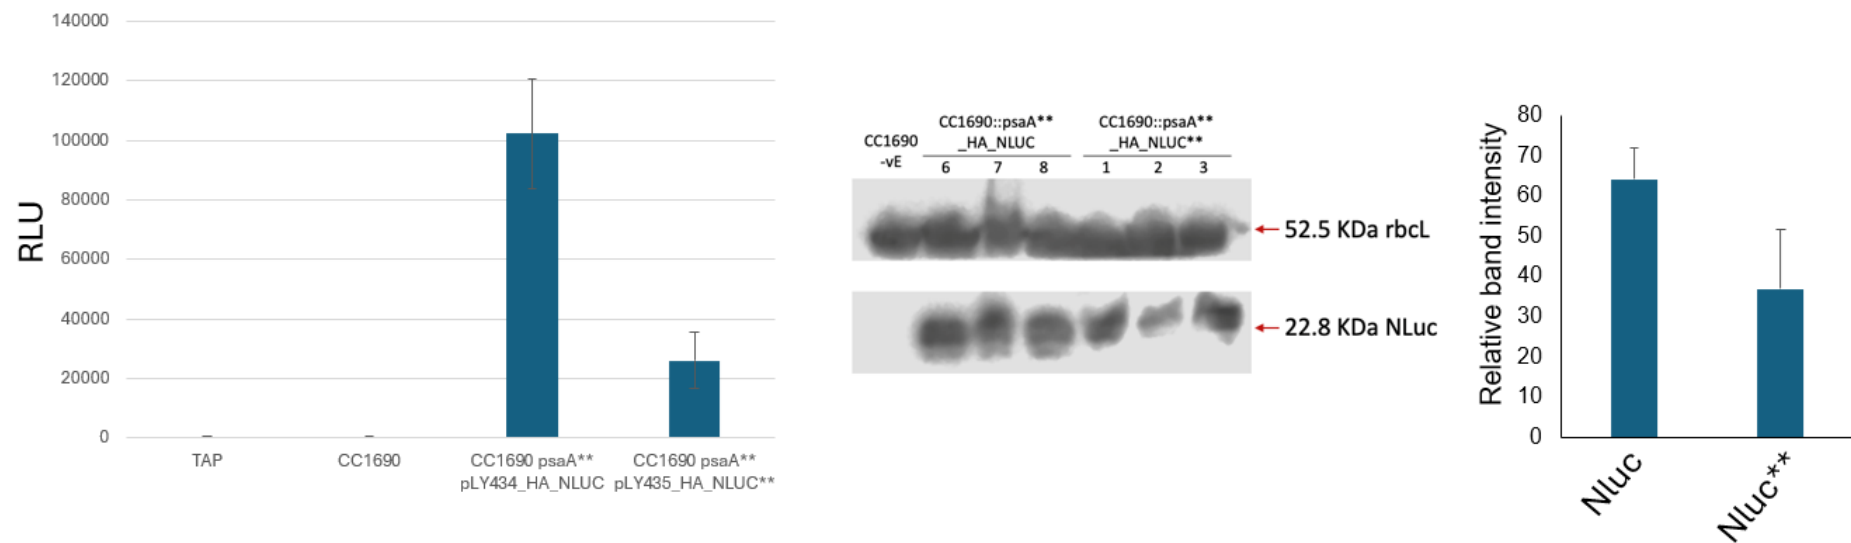 140000
120000
100000
80000
60000
40000
20000
0
RLU
TAP
CC1690
CC1690 psaA**
pLY434_HA_NLUC
CC1690 psaA**
pLY435_HA_NLUC**
CC1690
-vE
CC1690::psaA**
_HA_NLUC
CC1690::psaA**
_HA_NLUC**
6 7 8 1 2 3
52.5 KDa rbcL
22.8 KDa NLuc
Relative band intensity
80
70
60
50
40
30
20
10
0
Nluc
Nluc**